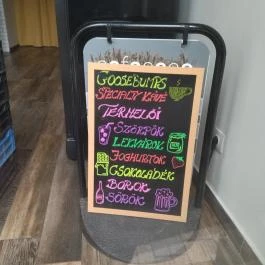 GOOSEBUMPS
SPECIALTY KÁVÉ
TERMELŐI
SZÖRPÖK
LEKVÁROK
JOGHURTOK
CSOKOLÁDÉK
BOROK
SÖRÖK